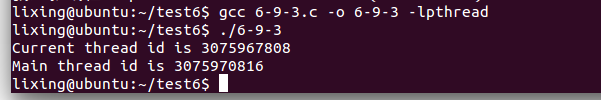 lixing@ubuntu:~/test6$ gcc 6-9-3.c -o 6-9-3 -lpthread
lixing@ubuntu:~/test6$ ./6-9-3
Current thread id is 3075967808
Main thread id is 3075970816
lixing@ubuntu:~/test6$